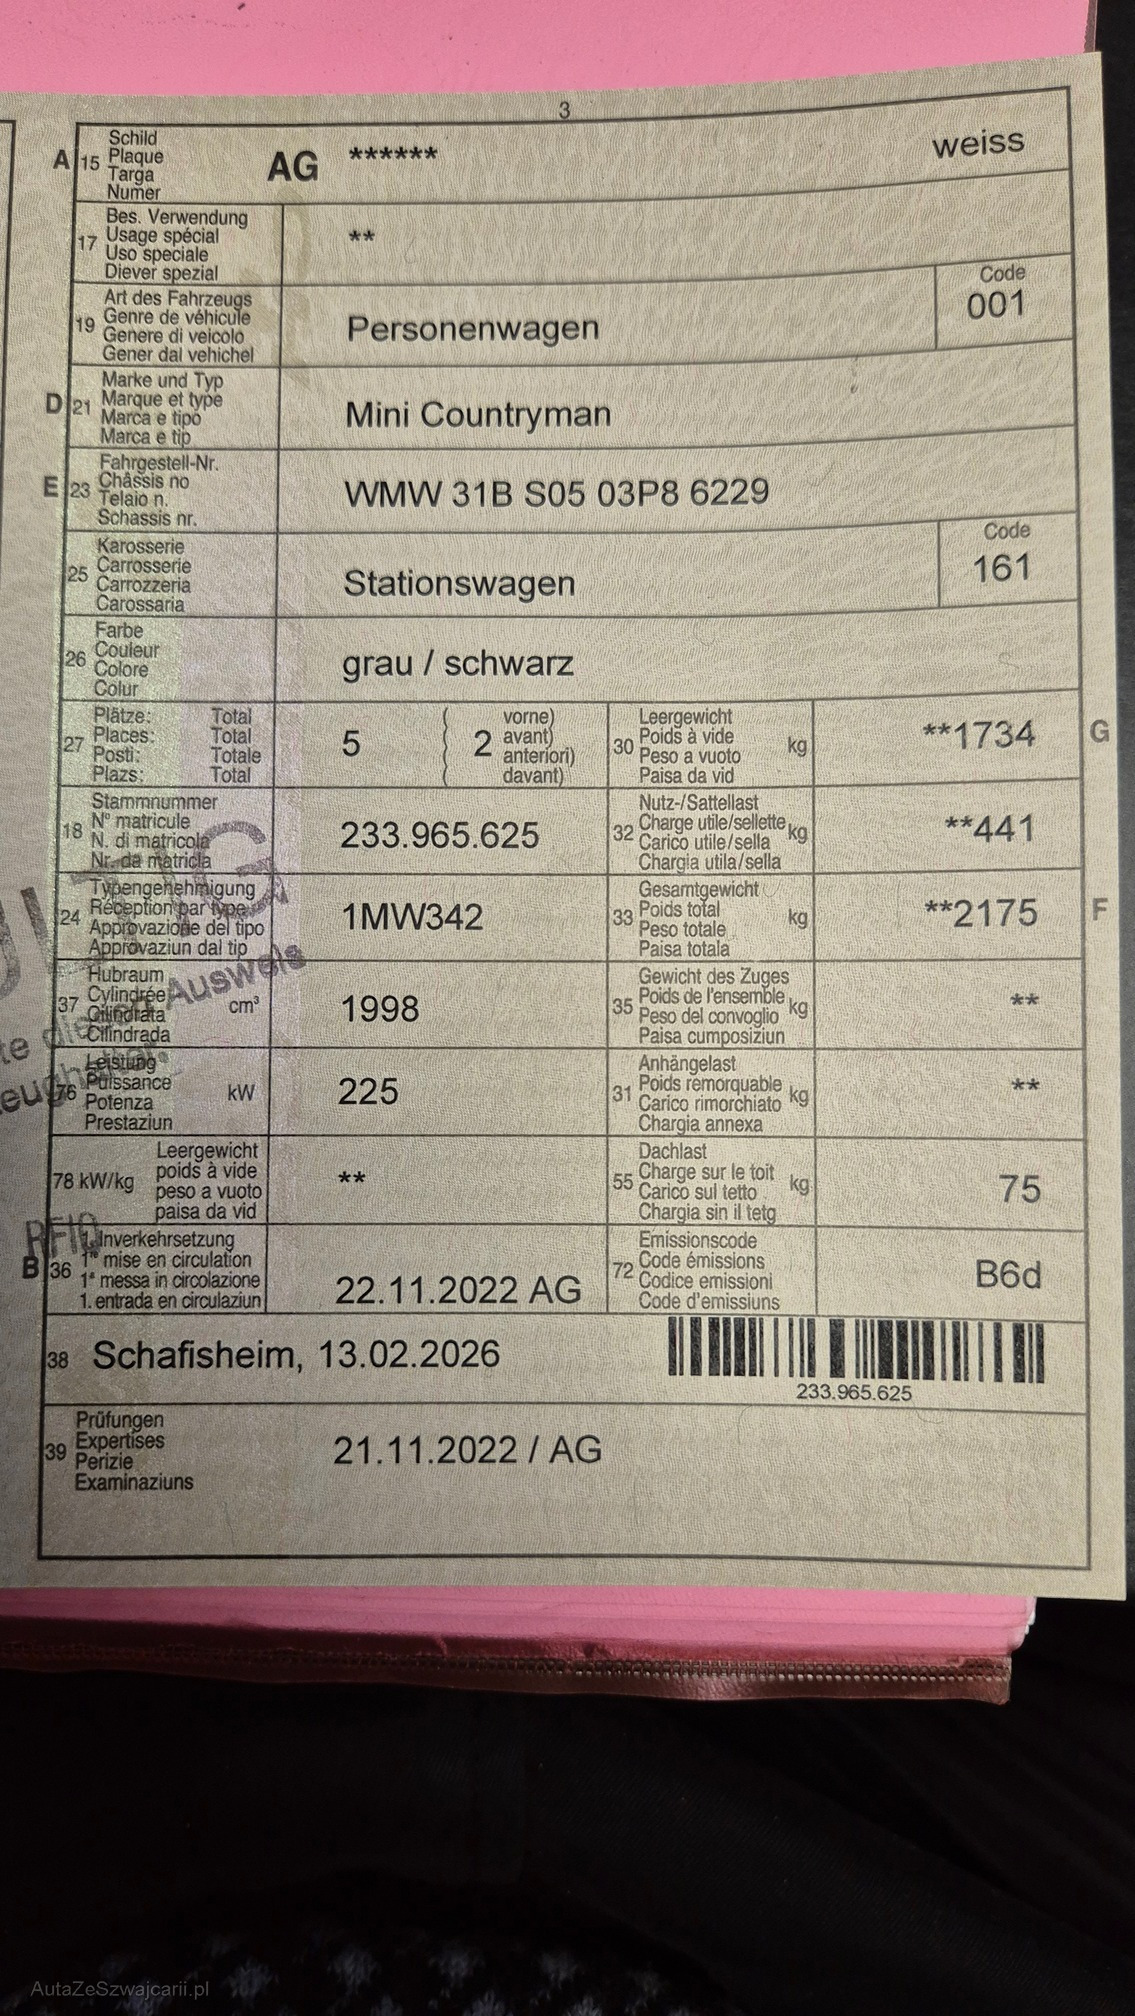 3
A 15 Schild
Plaque
Targa
Numer
AG ****** weiss
17 Bes. Verwendung
Usage spécial
Uso speciale
Diever spezial
**
19 Art des Fahrzeugs
Genre de véhicule
Genere di veicolo
Gener dal vehichel
Personenwagen
Code
001
D 21 Marke und Typ
Marque et type
Marca e tipo
Marca e tip
Mini Countryman
E 23 Fahrgestell-Nr.
Châssis no
Telaio n.
Schassis nr.
WMW 31B S05 03P8 6229
25 Karosserie
Carrosserie
Carrozzeria
Carossaria
Stationswagen
Code
161
26 Farbe
Couleur
Colore
Colur
grau / schwarz
27 Plätze: Total
Places: Total
Posti: Totale
Plazs: Total
5 ( 2 vorne)
avant)
anteriori)
davant)
30 Leergewicht
Poids à vide
Peso a vuoto
Paisa da vid
kg **1734 G
18 Stammnummer
N° matricule
N. di matricola
Nr. da matricla
233.965.625
32 Nutz-/Sattellast
Charge utile/sellette
Carico utile/sella
Chargia utila/sella
kg **441
24 Typengenehmigung
Réception par type
Approvazione del tipo
Approvaziun dal tip
1MW342
33 Gesamtgewicht
Poids total
Peso totale
Paisa totala
kg **2175 F
37 Hubraum
Cylindrée
Cilindrata
Cilindrada
cm³ 1998
35 Gewicht des Zuges
Poids de l'ensemble
Peso del convoglio
Paisa cumposiziun
kg **
76 Leistung
Puissance
Potenza
Prestaziun
kW 225
31 Anhängelast
Poids remorquable
Carico rimorchiato
Chargia annexa
kg **
78 kW/kg Leergewicht
poids à vide
peso a vuoto
paisa da vid
**
55 Dachlast
Charge sur le toit
Carico sul tetto
Chargia sin il tetg
kg 75
B 36 1. Inverkehrsetzung
1re mise en circulation
1a messa in circolazione
1. entrada en circulaziun
22.11.2022 AG
72 Emissionscode
Code émissions
Codice emissioni
Code d'emissiuns
B6d
38 Schafisheim, 13.02.2026
233.965.625
39 Prüfungen
Expertises
Perizie
Examinaziuns
21.11.2022 / AG
Ausweis
AutaZeSzwajcarii.pl